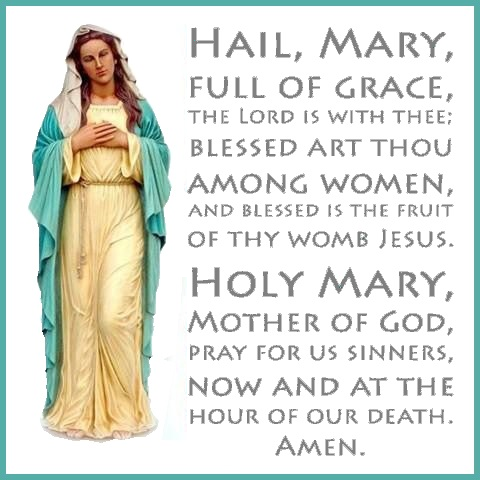 Hail, Mary,
full of grace,
the Lord is with thee;
blessed art thou
among women,
and blessed is the fruit
of thy womb Jesus.
Holy Mary,
Mother of God,
pray for us sinners,
now and at the
hour of our death.
Amen.